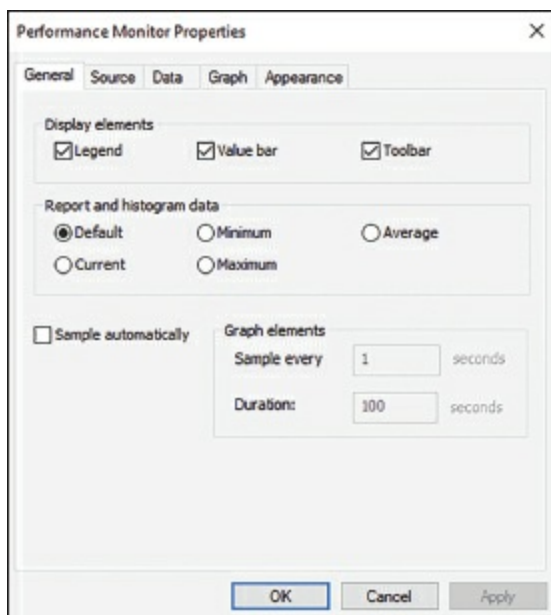 Performance Monitor Properties
General Source Data Graph Appearance
Display elements
Legend Value bar Toolbar
Report and histogram data
Default Minimum Average
Current Maximum
Sample automatically
Graph elements
Sample every 1 seconds
Duration: 100 seconds
OK Cancel Apply